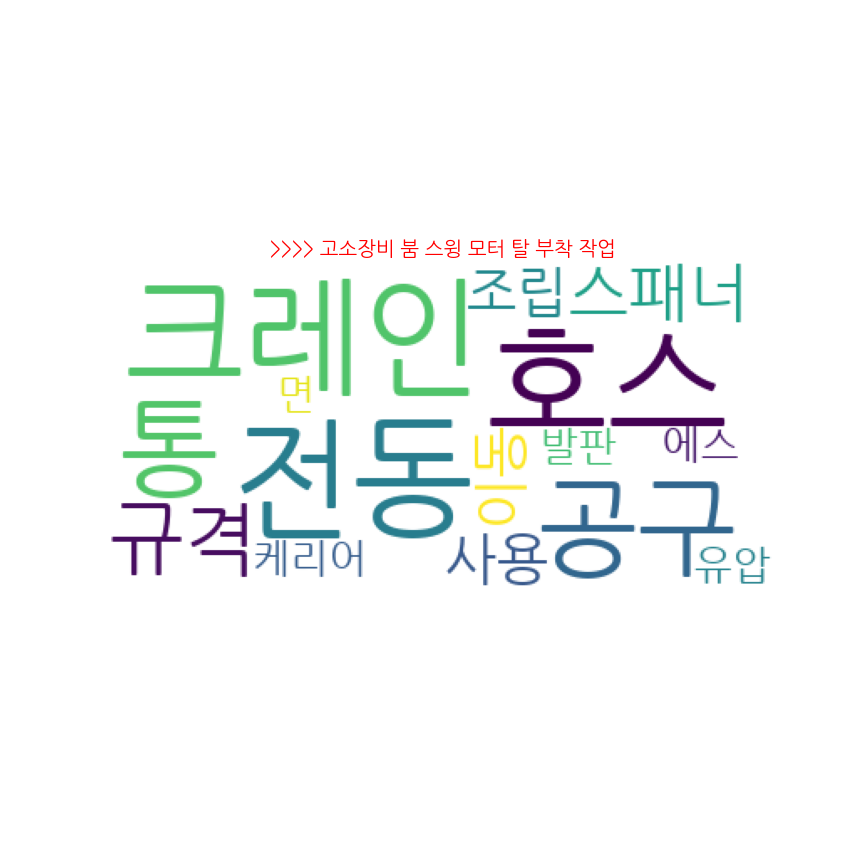 >>>> 고소장비 붐 스윙 모터 탈 부착 작업
조립
스패너
크레인
호스
면
통
전동
발판
에스
규격
공구
케리어
사용
유압